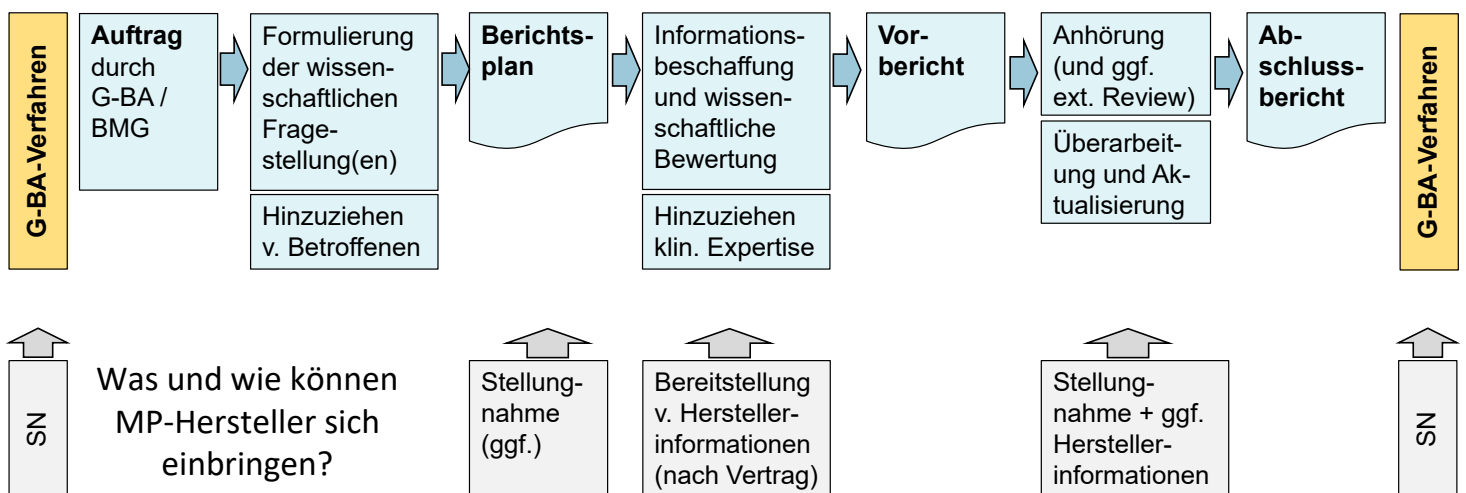 G-BA-Verfahren
Auftrag
durch
G-BA /
BMG
Formulierung
der wissen-
schaftlichen
Frage-
stellung(en)
Hinzuziehen
v. Betroffenen
Berichts-
plan
Informations-
beschaffung
und wissen-
schaftliche
Bewertung
Hinzuziehen
klin. Expertise
Vor-
bericht
Anhörung
(und ggf.
ext. Review)
Überarbeit-
ung und Ak-
tualisierung
Ab-
schluss-
bericht
G-BA-Verfahren
SN
Was und wie können
MP-Hersteller sich
einbringen?
Stellung-
nahme
(ggf.)
Bereitstellung
v. Hersteller-
informationen
(nach Vertrag)
Stellung-
nahme + ggf.
Hersteller-
informationen
SN